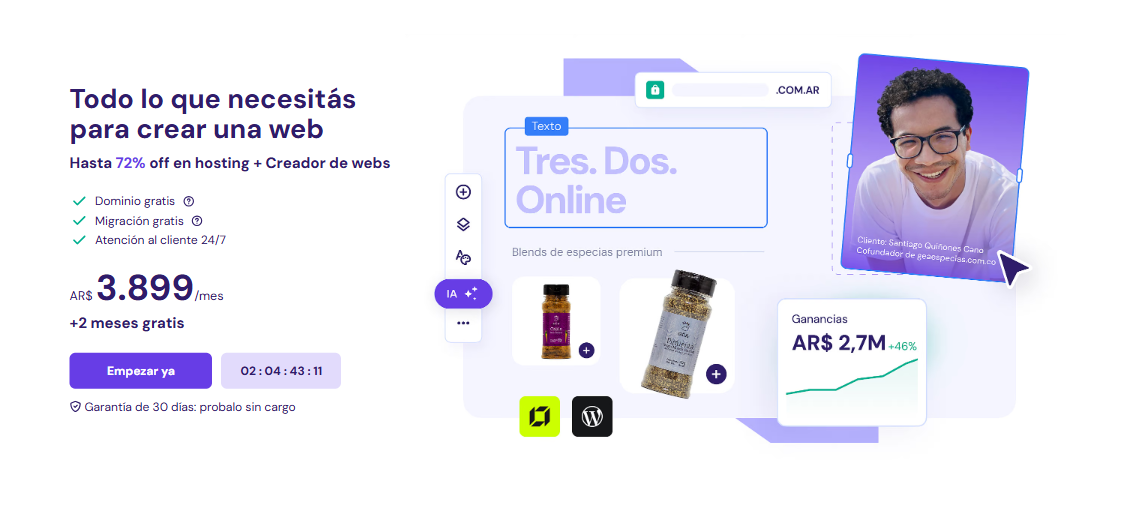 Todo lo que necesitás
para crear una web
Hasta 72% off en hosting + Creador de webs
Dominio gratis
Migración gratis
Atención al cliente 24/7
AR$ 3.899/mes
+2 meses gratis
Empezar ya
02 : 04 : 43 : 11
Garantía de 30 días: probalo sin cargo
.COM.AR
Texto
Tres. Dos.
Online
Blends de especias premium
IA
Cliente: Santiago Quiñones Cano
Cofundador de geaespecias.com.co
Ganancias
AR$ 2,7M +46%